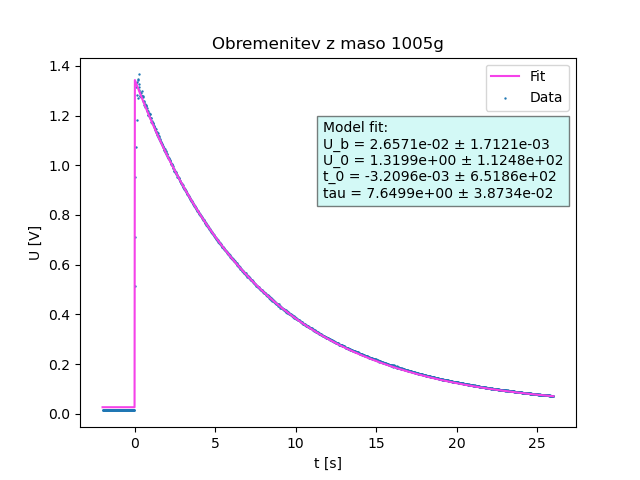 Obremenitev z maso 1005g
1.4
1.2
1.0
0.8
0.6
0.4
0.2
0.0
U [V]
Fit
Data
Model fit:
U_b = 2.6571e-02 ± 1.7121e-03
U_0 = 1.3199e+00 ± 1.1248e+02
t_0 = -3.2096e-03 ± 6.5186e+02
tau = 7.6499e+00 ± 3.8734e-02
0 5 10 15 20 25
t [s]